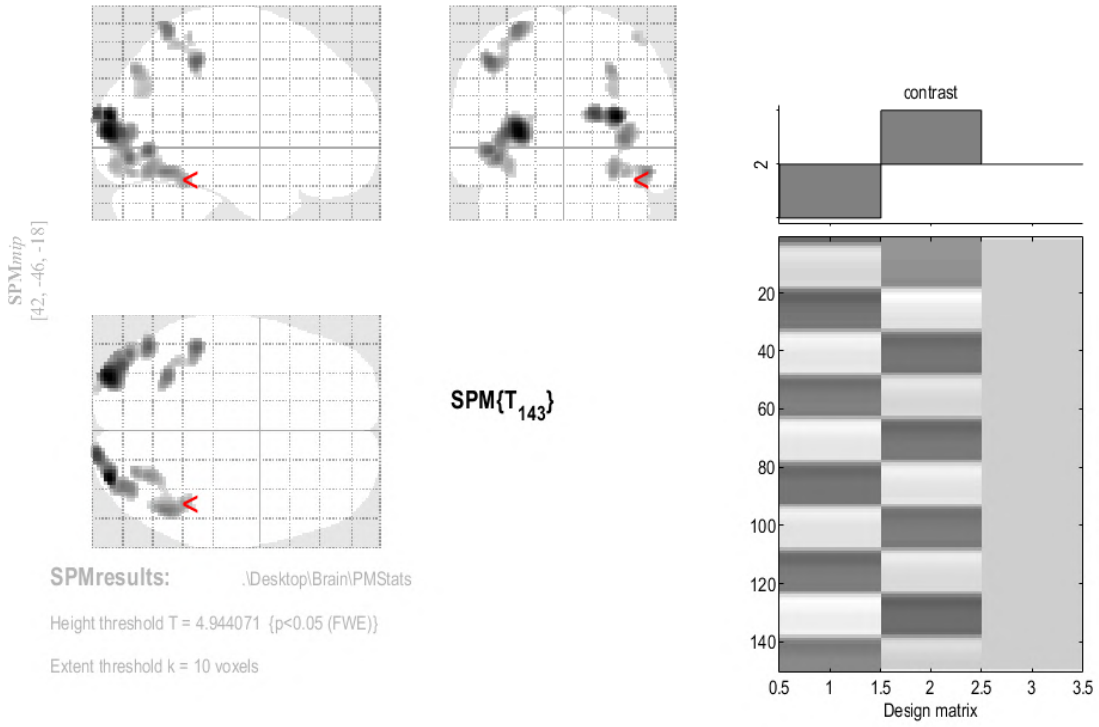 SPMmip
[42, -46, -18]
<
<
<
SPM{T143}
SPMresults: .\Desktop\Brain\PMStats
Height threshold T = 4.944071 {p<0.05 (FWE)}
Extent threshold k = 10 voxels
contrast
2
20
40
60
80
100
120
140
0.5 1 1.5 2 2.5 3 3.5
Design matrix